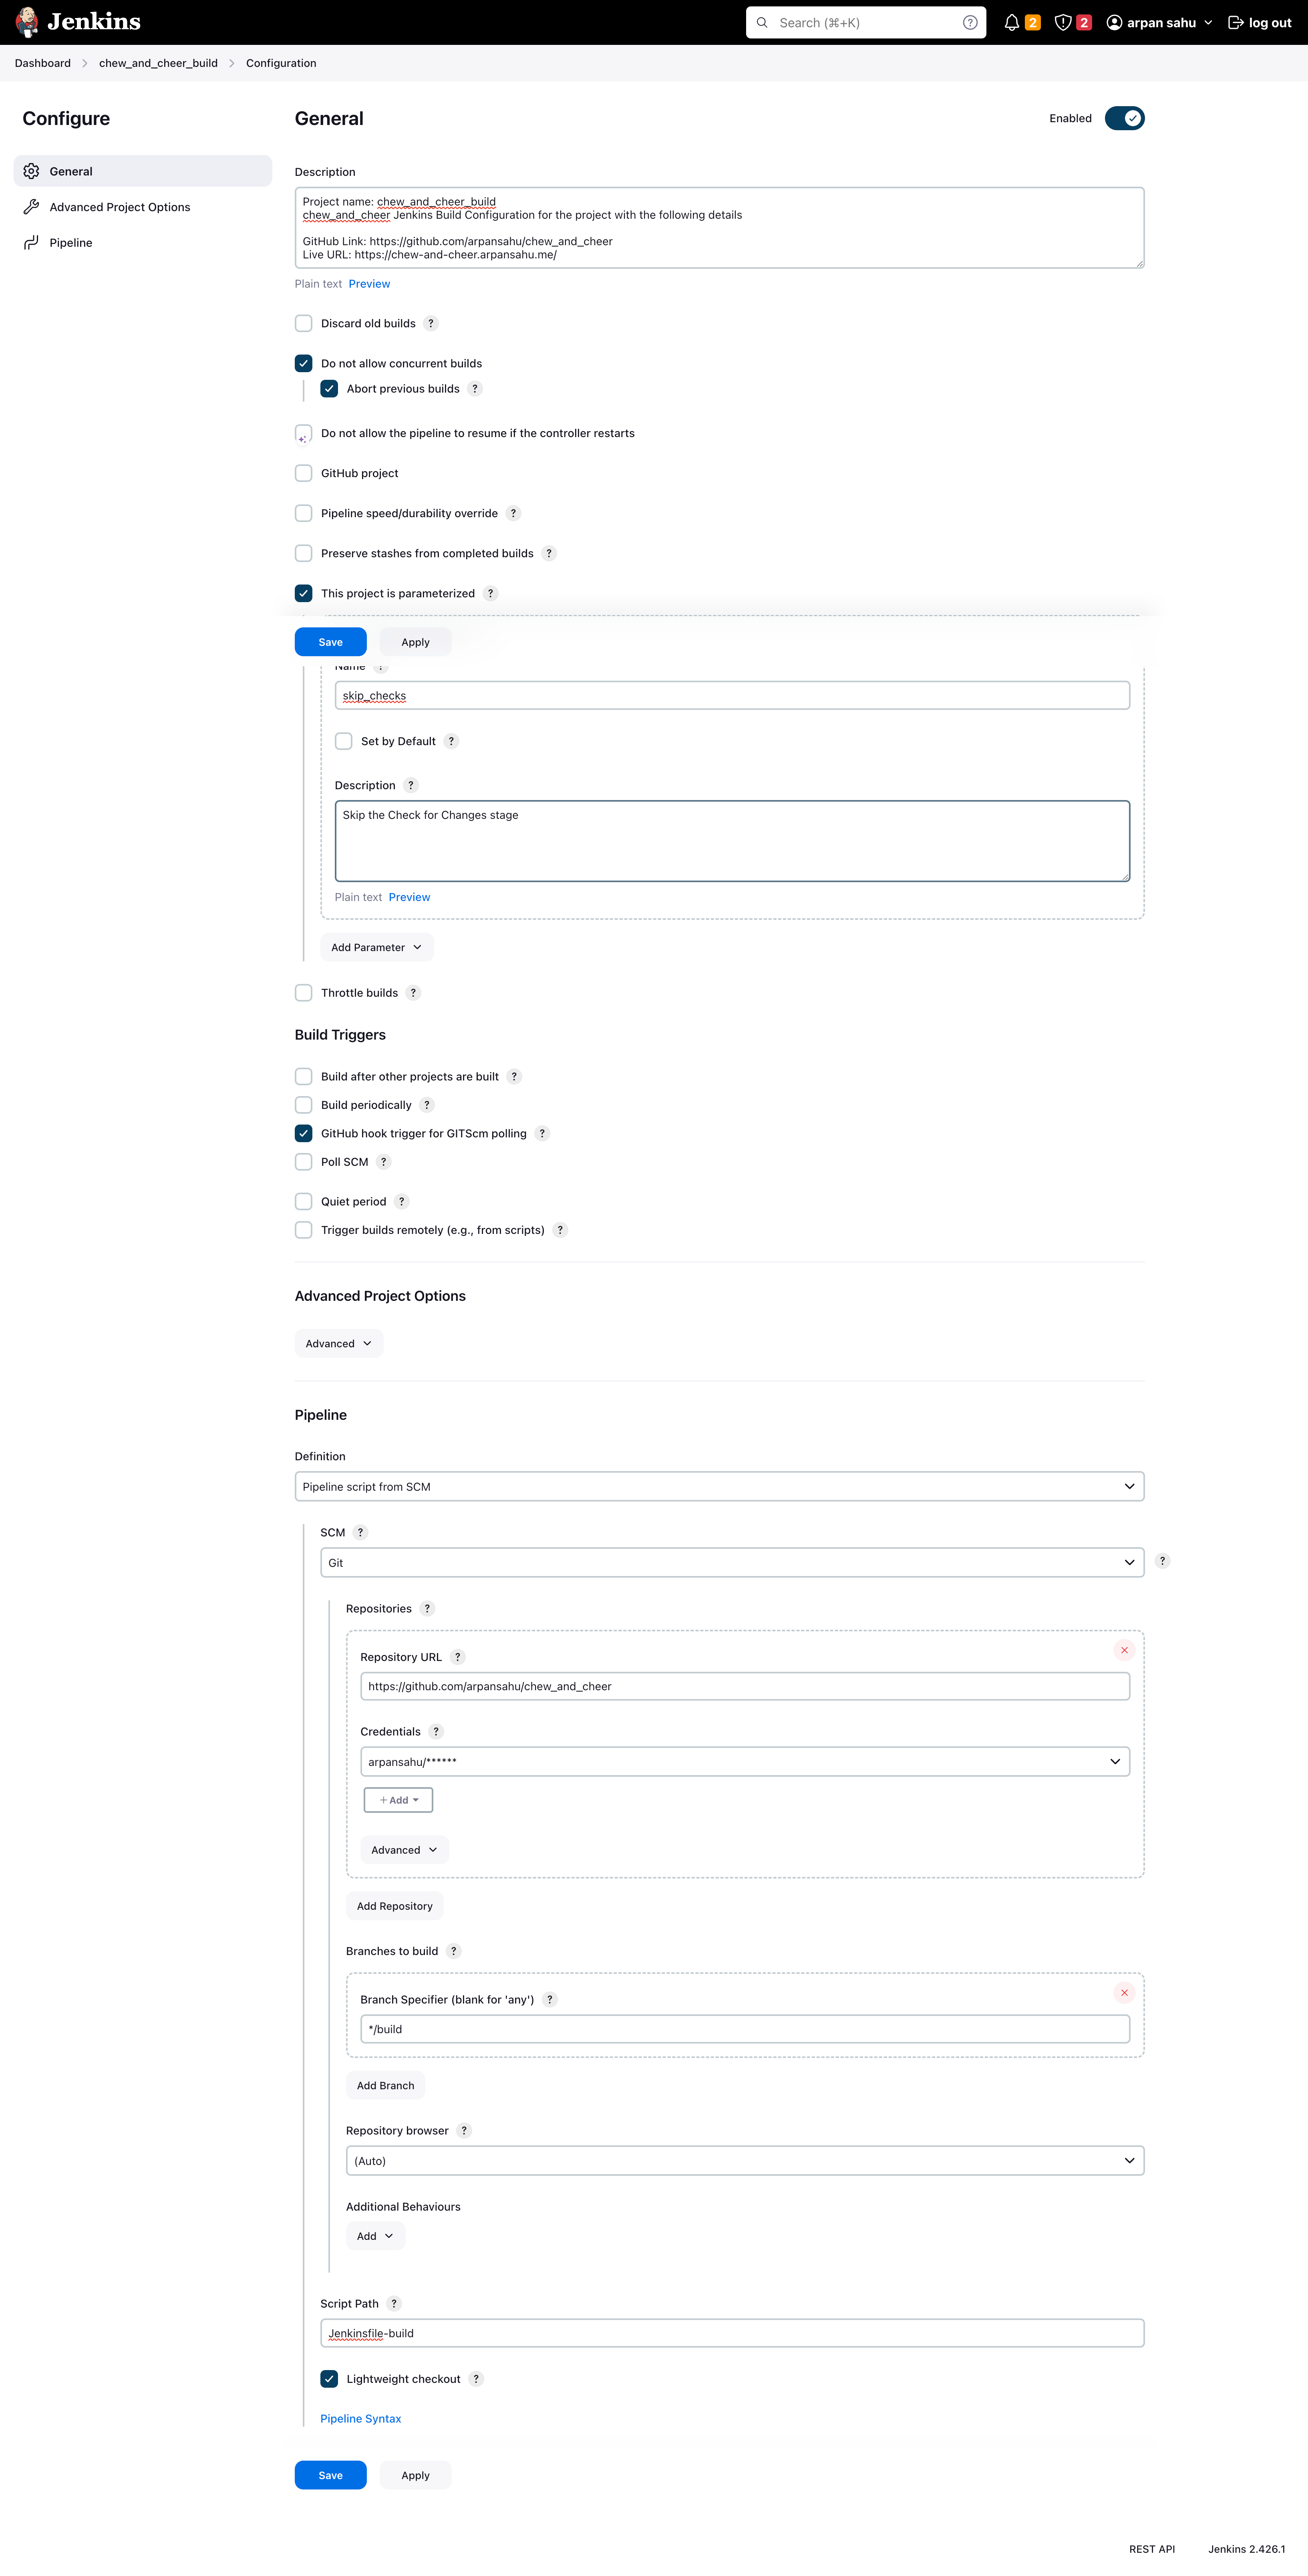 Jenkins
Search (⌘+K)
?
2
2
arpan sahu
log out
Dashboard
chew_and_cheer_build
Configuration
Configure
General
Advanced Project Options
Pipeline
General
Enabled
Description
Project name: chew_and_cheer_build
chew_and_cheer Jenkins Build Configuration for the project with the following details
GitHub Link: https://github.com/arpansahu/chew_and_cheer
Live URL: https://chew-and-cheer.arpansahu.me/
Plain text Preview
Discard old builds ?
Do not allow concurrent builds
Abort previous builds ?
Do not allow the pipeline to resume if the controller restarts
GitHub project
Pipeline speed/durability override ?
Preserve stashes from completed builds ?
This project is parameterized ?
Save
Apply
Name ?
skip_checks
Set by Default ?
Description ?
Skip the Check for Changes stage
Plain text Preview
Add Parameter
Throttle builds ?
Build Triggers
Build after other projects are built ?
Build periodically ?
GitHub hook trigger for GITScm polling ?
Poll SCM ?
Quiet period ?
Trigger builds remotely (e.g., from scripts) ?
Advanced Project Options
Advanced
Pipeline
Definition
Pipeline script from SCM
SCM ?
Git
?
Repositories ?
Repository URL ?
https://github.com/arpansahu/chew_and_cheer
Credentials ?
arpansahu/******
+ Add
Advanced
Add Repository
Branches to build ?
Branch Specifier (blank for 'any') ?
*/build
Add Branch
Repository browser ?
(Auto)
Additional Behaviours
Add
Script Path ?
Jenkinsfile-build
Lightweight checkout ?
Pipeline Syntax
Save
Apply
REST API
Jenkins 2.426.1